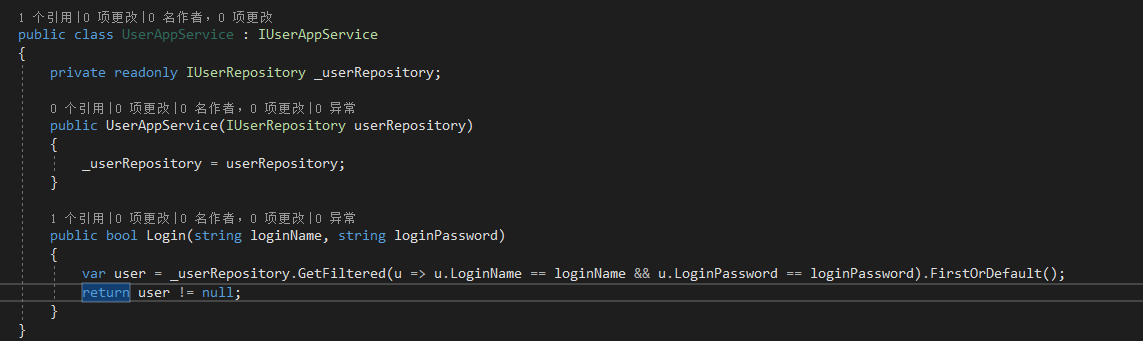 1 个引用|0 项更改|0 名作者，0 项更改
public class UserAppService : IUserAppService
{
private readonly IUserRepository _userRepository;
0 个引用|0 项更改|0 名作者，0 项更改|0 异常
public UserAppService(IUserRepository userRepository)
{
_userRepository = userRepository;
}
1 个引用|0 项更改|0 名作者，0 项更改|0 异常
public bool Login(string loginName, string loginPassword)
{
var user = _userRepository.GetFiltered(u => u.LoginName == loginName && u.LoginPassword == loginPassword).FirstOrDefault();
return user != null;
}
}